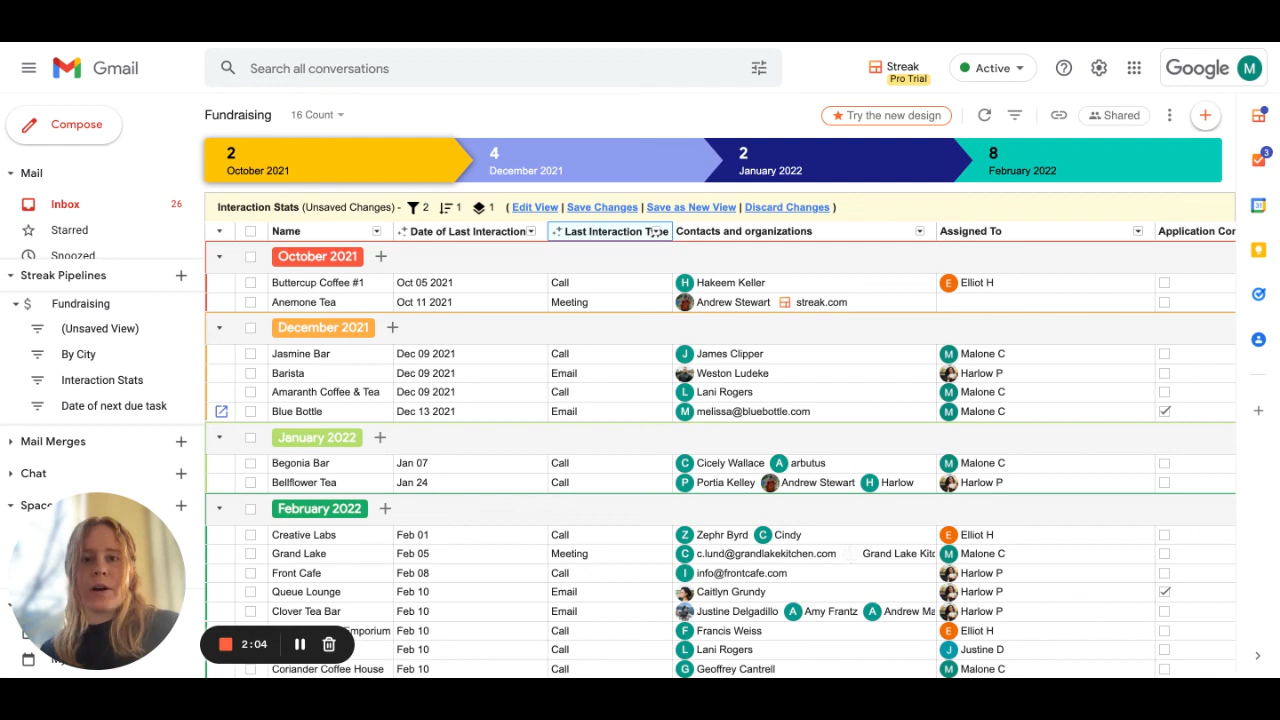 Gmail
Search all conversations
Streak
Pro Trial
Active
Google M
Compose
Fundraising 16 Count
Try the new design
Shared
Mail
Inbox 26
Starred
Snoozed
Streak Pipelines
Fundraising
(Unsaved View)
By City
Interaction Stats
Date of next due task
Mail Merges
Chat
2:04
2
October 2021
4
December 2021
2
January 2022
8
February 2022
Interaction Stats (Unsaved Changes) - 2 1 1 ( Edit View | Save Changes | Save as New View | Discard Changes )
Name Date of Last Interaction Last Interaction Type Contacts and organizations Assigned To Application Con
October 2021
Buttercup Coffee #1 Oct 05 2021 Call H Hakeem Keller E Elliot H
Anemone Tea Oct 11 2021 Meeting Andrew Stewart streak.com
December 2021
Jasmine Bar Dec 09 2021 Call J James Clipper M Malone C
Barista Dec 09 2021 Email Weston Ludeke Harlow P
Amaranth Coffee & Tea Dec 09 2021 Call L Lani Rogers M Malone C
Blue Bottle Dec 13 2021 Email M melissa@bluebottle.com M Malone C
January 2022
Begonia Bar Jan 07 Call C Cicely Wallace A arbutus M Malone C
Bellflower Tea Jan 24 Call P Portia Kelley Andrew Stewart H Harlow Harlow P
February 2022
Creative Labs Feb 01 Call Z Zephr Byrd C Cindy E Elliot H
Grand Lake Feb 05 Meeting C c.lund@grandlakekitchen.com Grand Lake Kitc M Malone C
Front Cafe Feb 08 Call I info@frontcafe.com Harlow P
Queue Lounge Feb 10 Email Caitlyn Grundy Harlow P
Clover Tea Bar Feb 10 Email Justine Delgadillo A Amy Frantz A Andrew Ma Harlow P
Emporium Feb 10 Call F Francis Weiss E Elliot H
Feb 10 Call L Lani Rogers J Justine D
Coriander Coffee House Feb 10 Call G Geoffrey Cantrell M Malone C
3
31